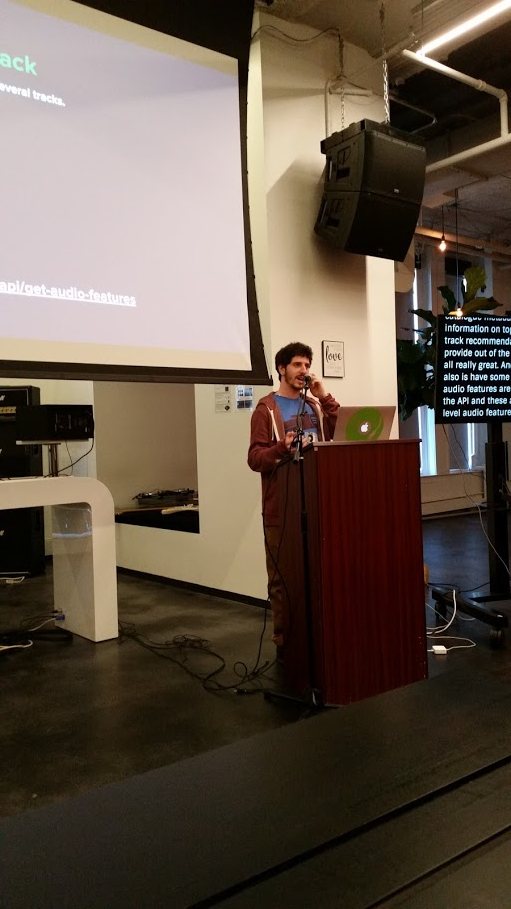 ack
everal tracks.
api/get-audio-features
love
information on top
track recommenda
provide out of the
all really great. And
also is have some
audio features are
the API and these a
level audio feature